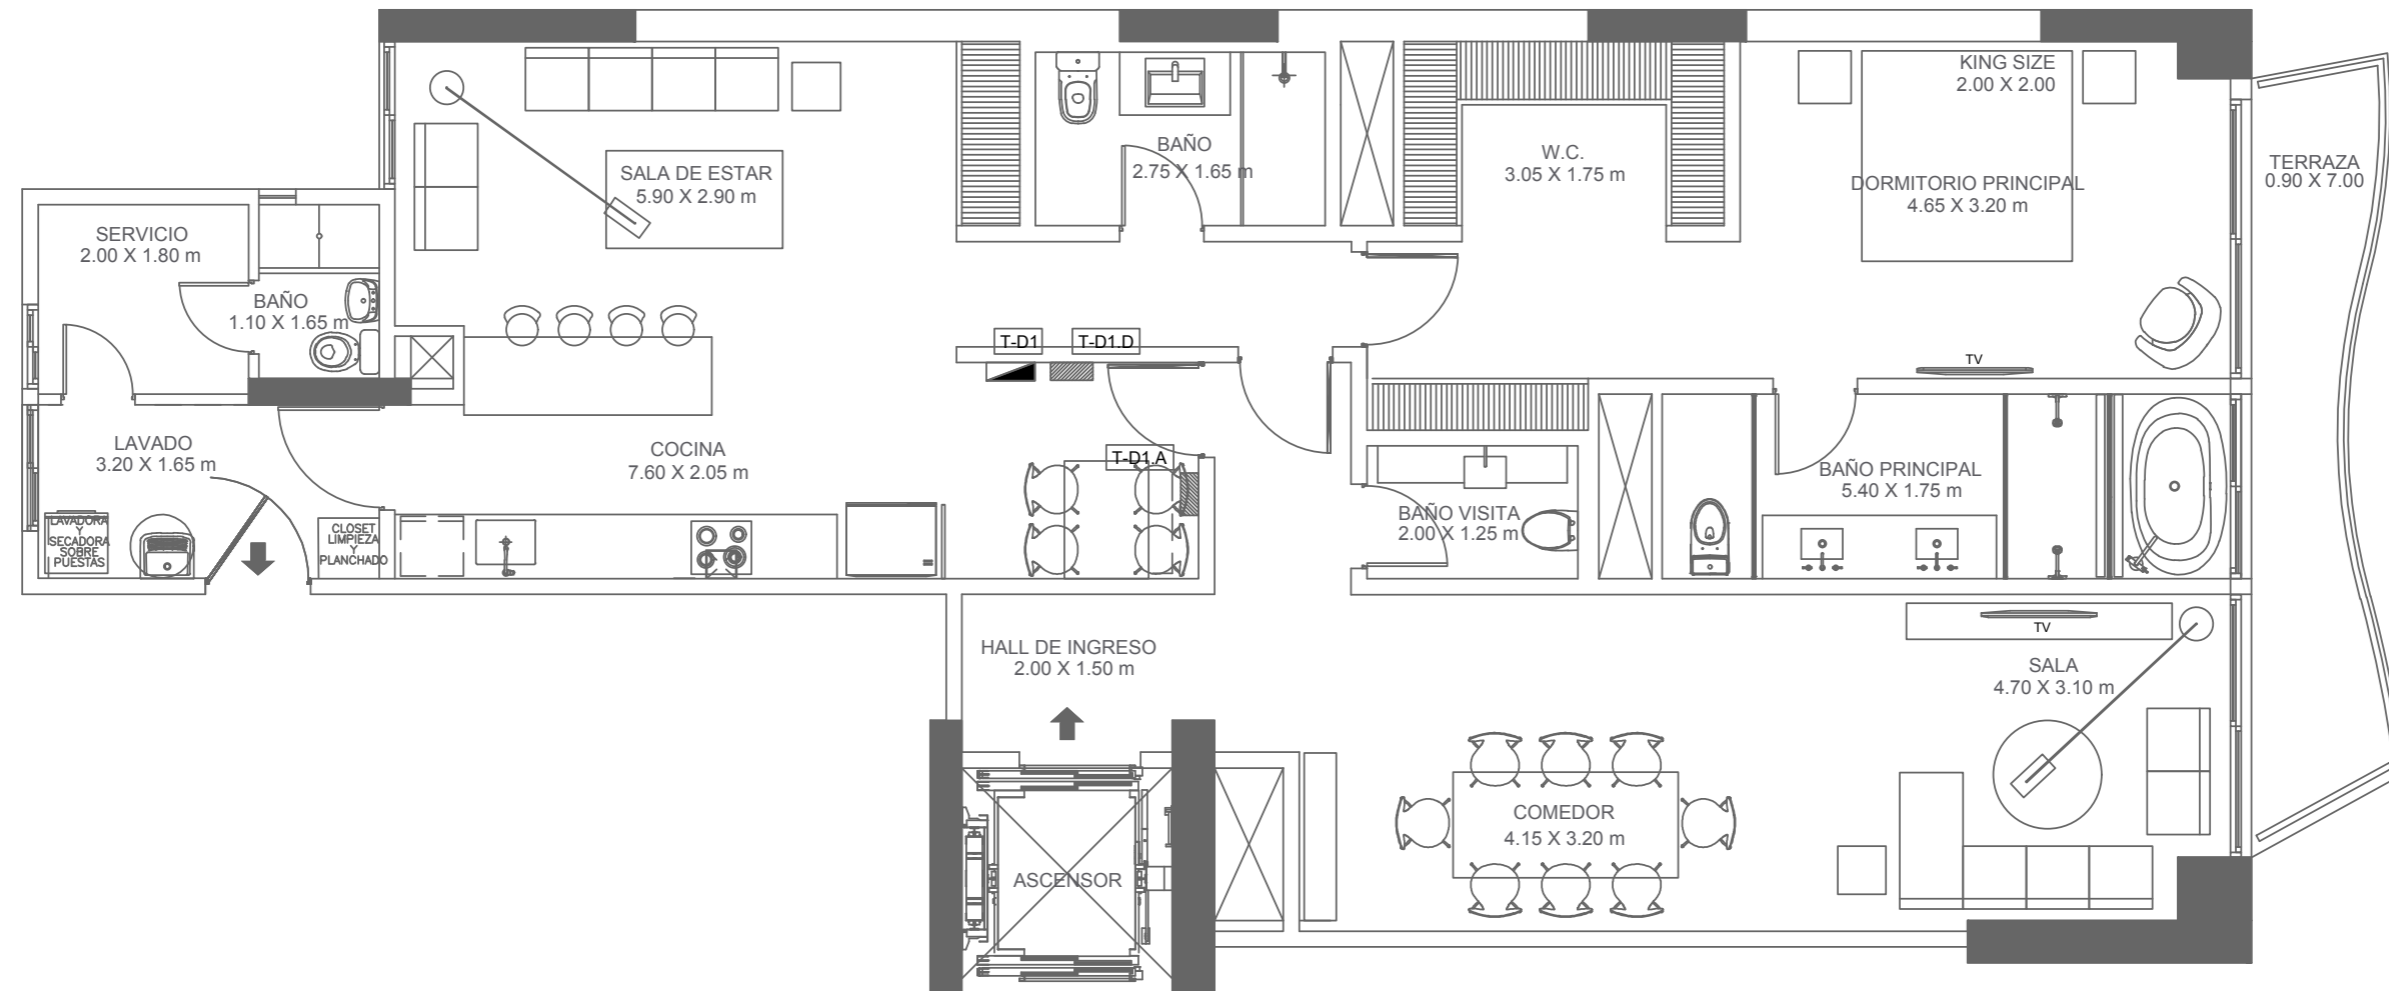 KING SIZE
2.00 X 2.00
BAÑO
2.75 X 1.65 m
W.C.
3.05 X 1.75 m
TERRAZA
0.90 X 7.00
SALA DE ESTAR
5.90 X 2.90 m
DORMITORIO PRINCIPAL
4.65 X 3.20 m
SERVICIO
2.00 X 1.80 m
BAÑO
1.10 X 1.65 m
T-D1
T-D1.D
TV
LAVADO
3.20 X 1.65 m
COCINA
7.60 X 2.05 m
T-D1.A
BAÑO PRINCIPAL
5.40 X 1.75 m
BAÑO VISITA
2.00 X 1.25 m
LAVADORA
Y
SECADORA
SOBRE
PUESTAS
CLOSET
LIMPIEZA
Y
PLANCHADO
HALL DE INGRESO
2.00 X 1.50 m
TV
SALA
4.70 X 3.10 m
COMEDOR
4.15 X 3.20 m
ASCENSOR